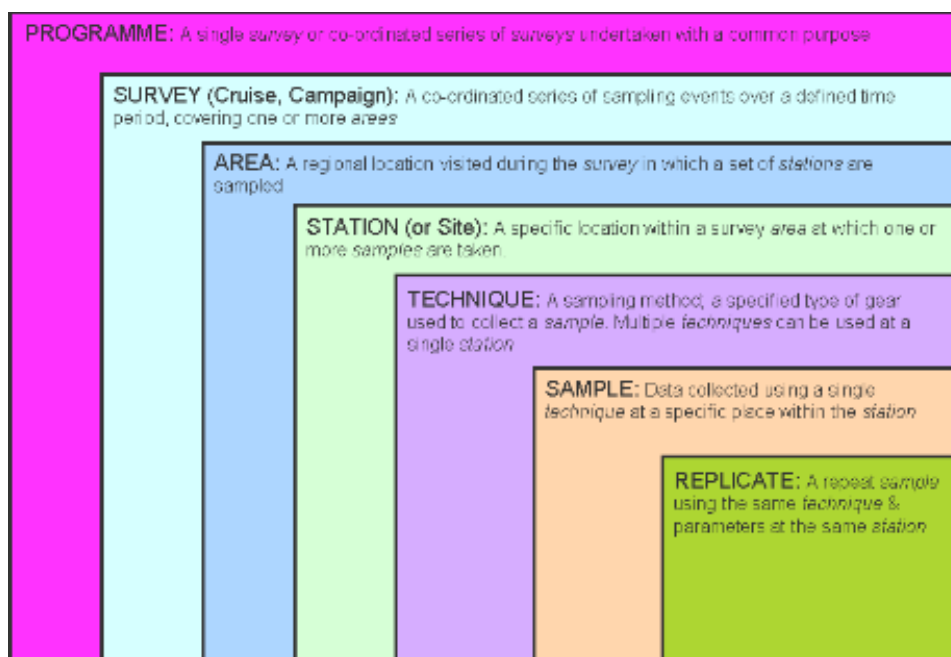 PROGRAMME: A single survey or co-ordinated series of surveys undertaken with a common purpose
SURVEY (Cruise, Campaign): A co-ordinated series of sampling events over a defined time
period, covering one or more areas
AREA: A regional location visited during the survey in which a set of stations are
sampled
STATION (or Site): A specific location within a survey area at which one or
more samples are taken.
TECHNIQUE: A sampling method; a specified type of gear
used to collect a sample. Multiple techniques can be used at a
single station
SAMPLE: Data collected using a single
technique at a specific place within the station
REPLICATE: A repeat sample
using the same technique &
parameters at the same station